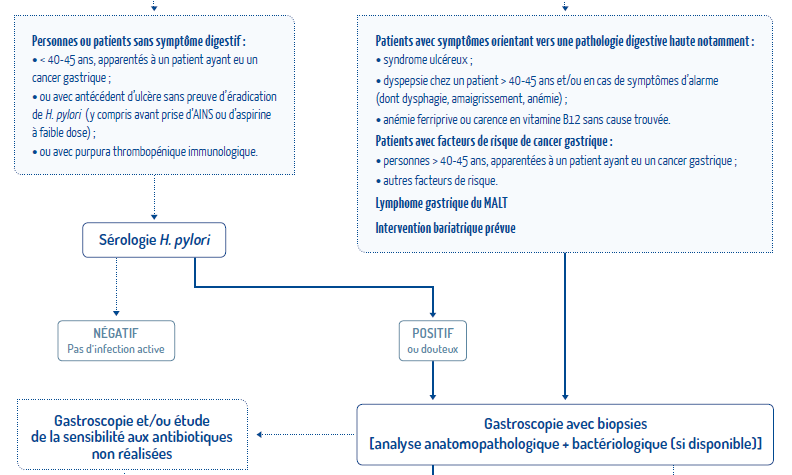 Personnes ou patients sans symptôme digestif :
• < 40-45 ans, apparentés à un patient ayant eu un
cancer gastrique ;
• ou avec antécédent d'ulcère sans preuve d'éradication
de H. pylori (y compris avant prise d'AINS ou d'aspirine
à faible dose) ;
• ou avec purpura thrombopénique immunologique.
Patients avec symptômes orientant vers une pathologie digestive haute notamment :
• syndrome ulcéreux ;
• dyspepsie chez un patient > 40-45 ans et/ou en cas de symptômes d'alarme
(dont dysphagie, amaigrissement, anémie) ;
• anémie ferriprive ou carence en vitamine B12 sans cause trouvée.
Patients avec facteurs de risque de cancer gastrique :
• personnes > 40-45 ans, apparentées à un patient ayant eu un cancer gastrique ;
• autres facteurs de risque.
Lymphome gastrique du MALT
Intervention bariatrique prévue
Sérologie H. pylori
NÉGATIF
Pas d'infection active
POSITIF
ou douteux
Gastroscopie et/ou étude
de la sensibilité aux antibiotiques
non réalisées
Gastroscopie avec biopsies
[analyse anatomopathologique + bactériologique (si disponible)]